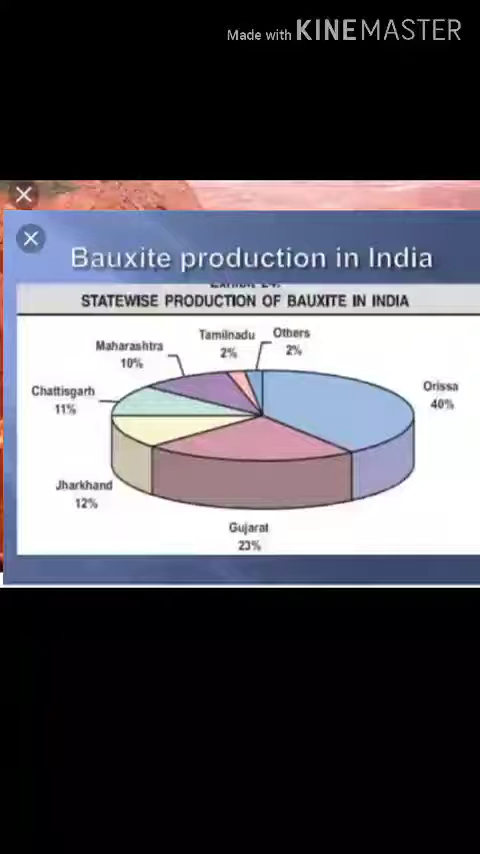 Made with KINEMASTER
Bauxite production in India
STATEWISE PRODUCTION OF BAUXITE IN INDIA
Tamilnadu
2%
Others
2%
Maharashtra
10%
Chattisgarh
11%
Orissa
40%
Jharkhand
12%
Gujarat
23%